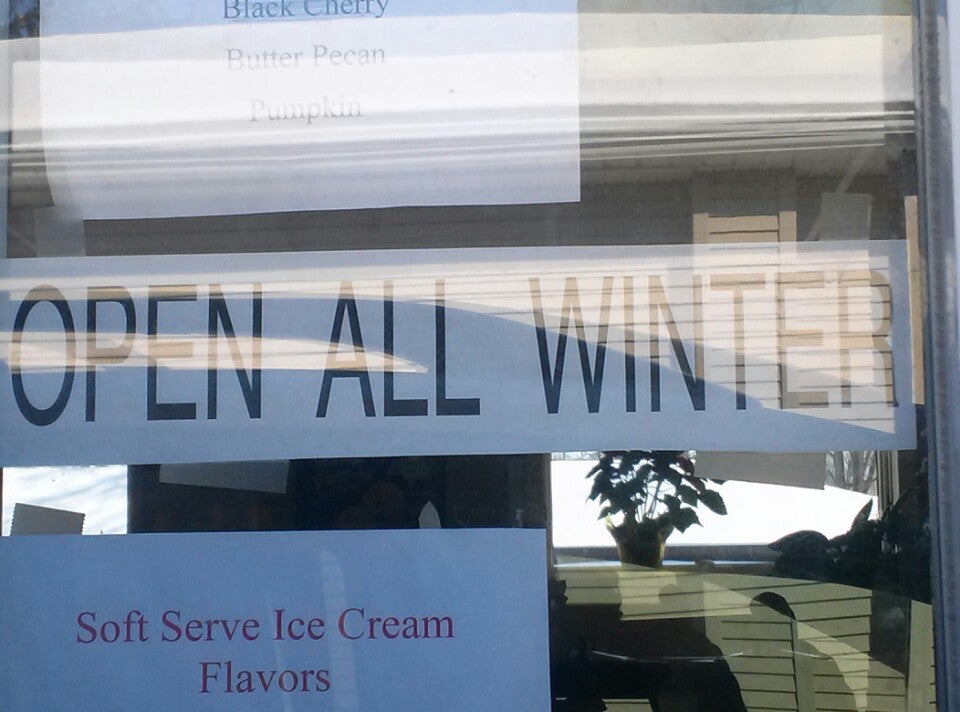 Black Cherry
Butter Pecan
Pumpkin
OPEN ALL WINTER
Soft Serve Ice Cream
Flavors